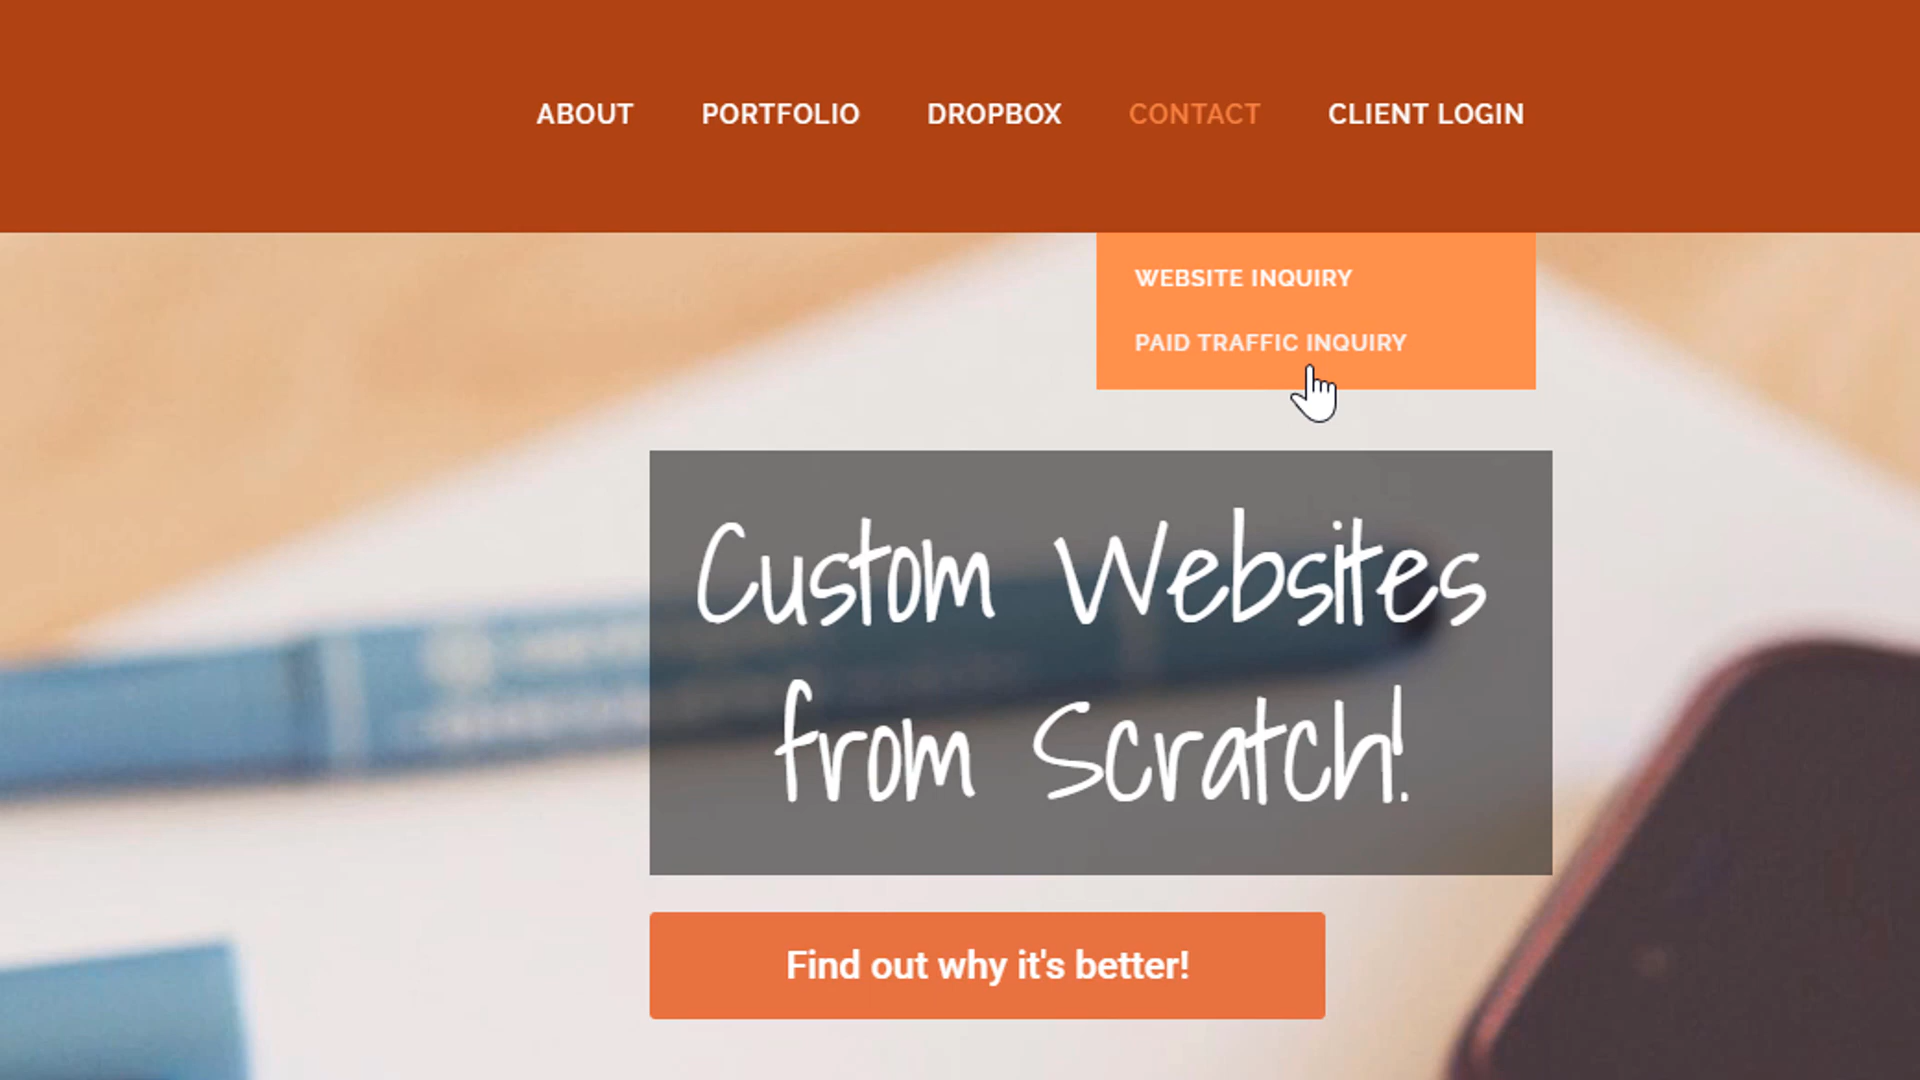 ABOUT PORTFOLIO DROPBOX CONTACT CLIENT LOGIN
WEBSITE INQUIRY
PAID TRAFFIC INQUIRY
Custom Websites
from Scratch!
Find out why it's better!